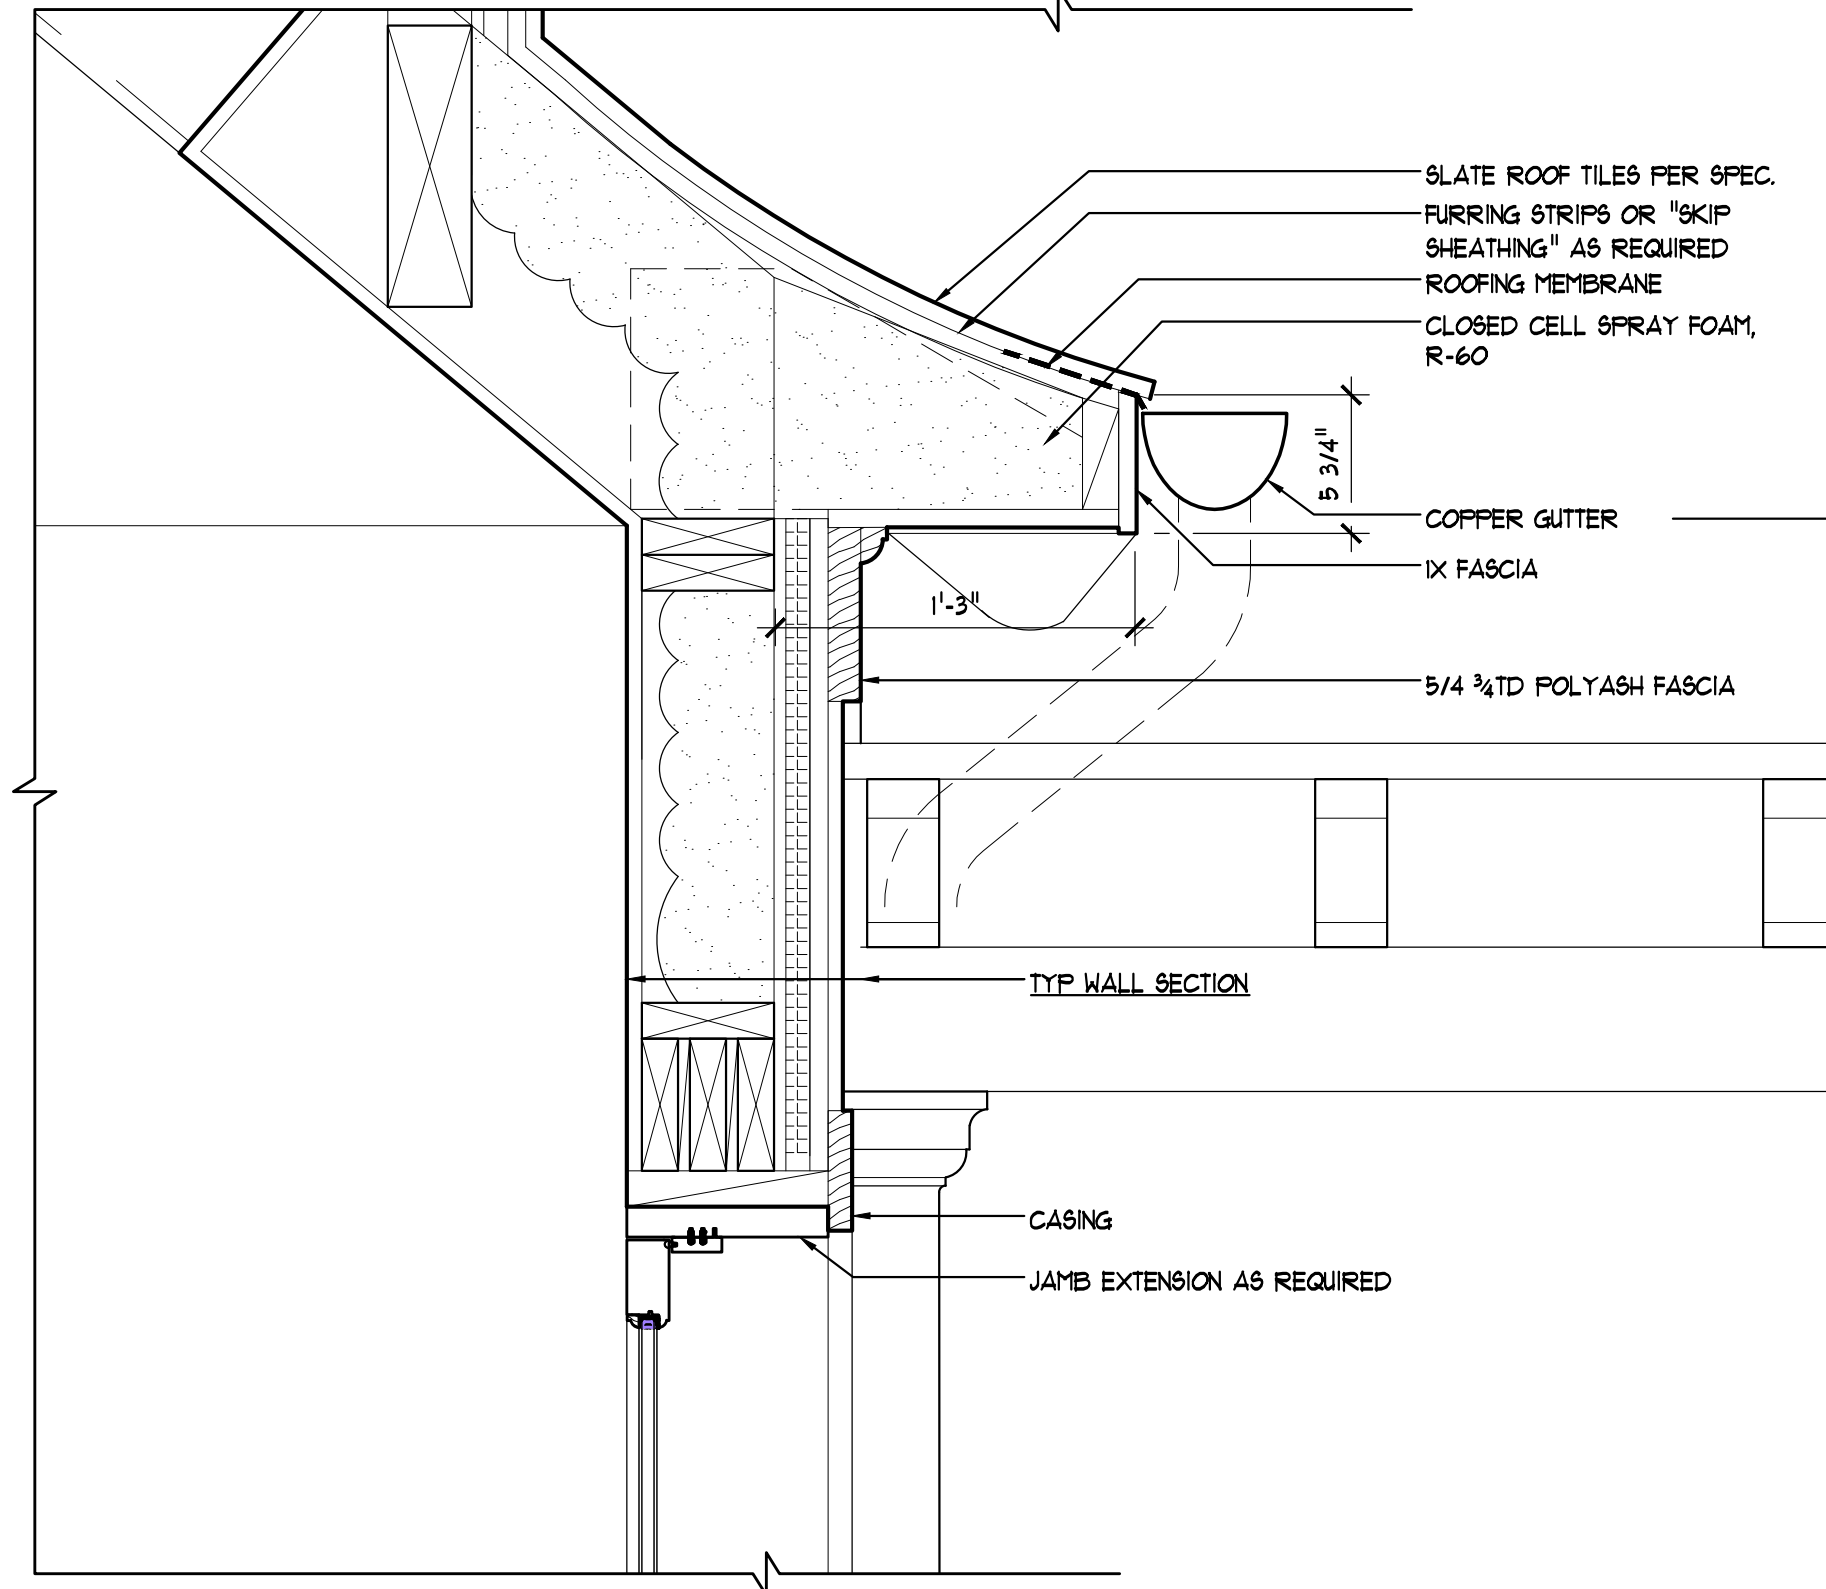 SLATE ROOF TILES PER SPEC.
FURRING STRIPS OR "SKIP
SHEATHING" AS REQUIRED
ROOFING MEMBRANE
CLOSED CELL SPRAY FOAM,
R-60
5 3/4"
COPPER GUTTER
1X FASCIA
1'-3"
5/4 ¾TD POLYASH FASCIA
TYP WALL SECTION
CASING
JAMB EXTENSION AS REQUIRED